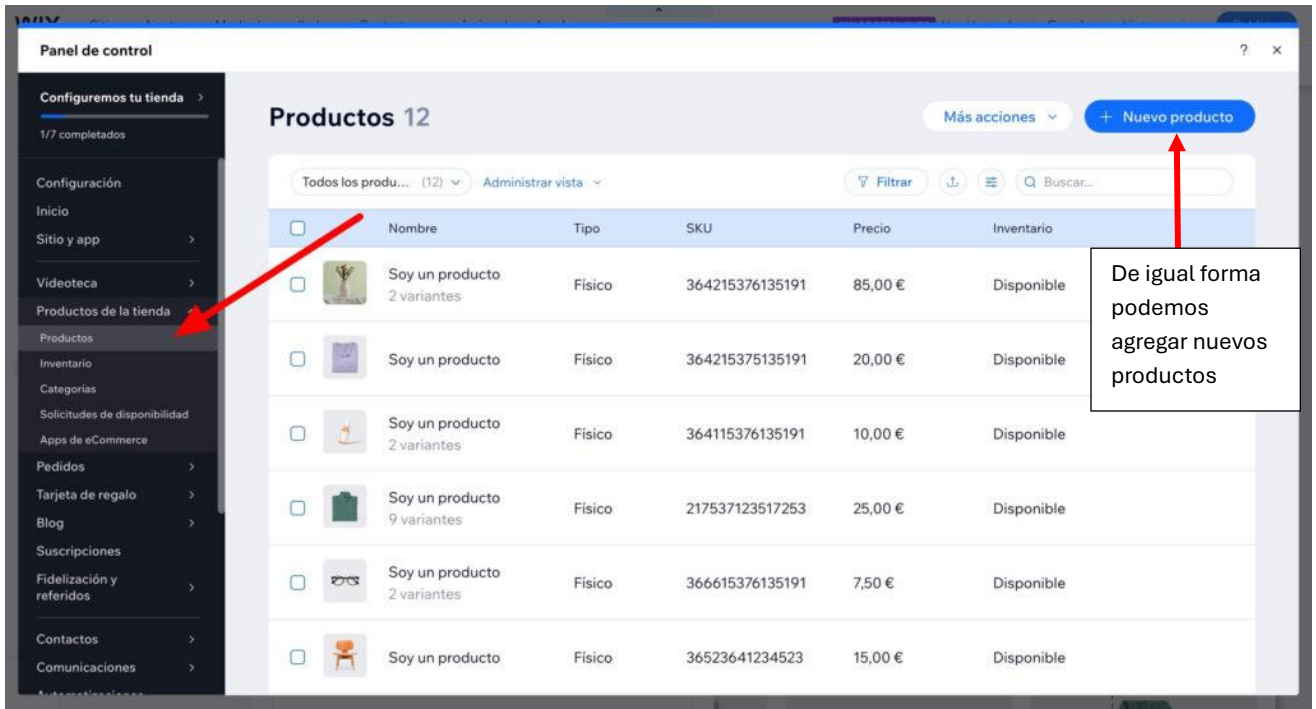 WIX
Panel de control
? ×
Configuremos tu tienda
1/7 completados
Configuración
Inicio
Sitio y app
Videoteca
Productos de la tienda
Productos
Inventario
Categorías
Solicitudes de disponibilidad
Apps de eCommerce
Pedidos
Tarjeta de regalo
Blog
Suscripciones
Fidelización y
referidos
Contactos
Comunicaciones
Productos 12
Más acciones
+ Nuevo producto
Todos los produ... (12) Administrar vista
Filtrar
Buscar...
Nombre Tipo SKU Precio Inventario
Soy un producto
2 variantes
Físico 364215376135191 85,00 € Disponible
Soy un producto Físico 364215375135191 20,00 € Disponible
Soy un producto
2 variantes
Físico 364115376135191 10,00 € Disponible
Soy un producto
9 variantes
Físico 217537123517253 25,00 € Disponible
Soy un producto
2 variantes
Físico 366615376135191 7,50 € Disponible
Soy un producto Físico 36523641234523 15,00 € Disponible
De igual forma
podemos
agregar nuevos
productos